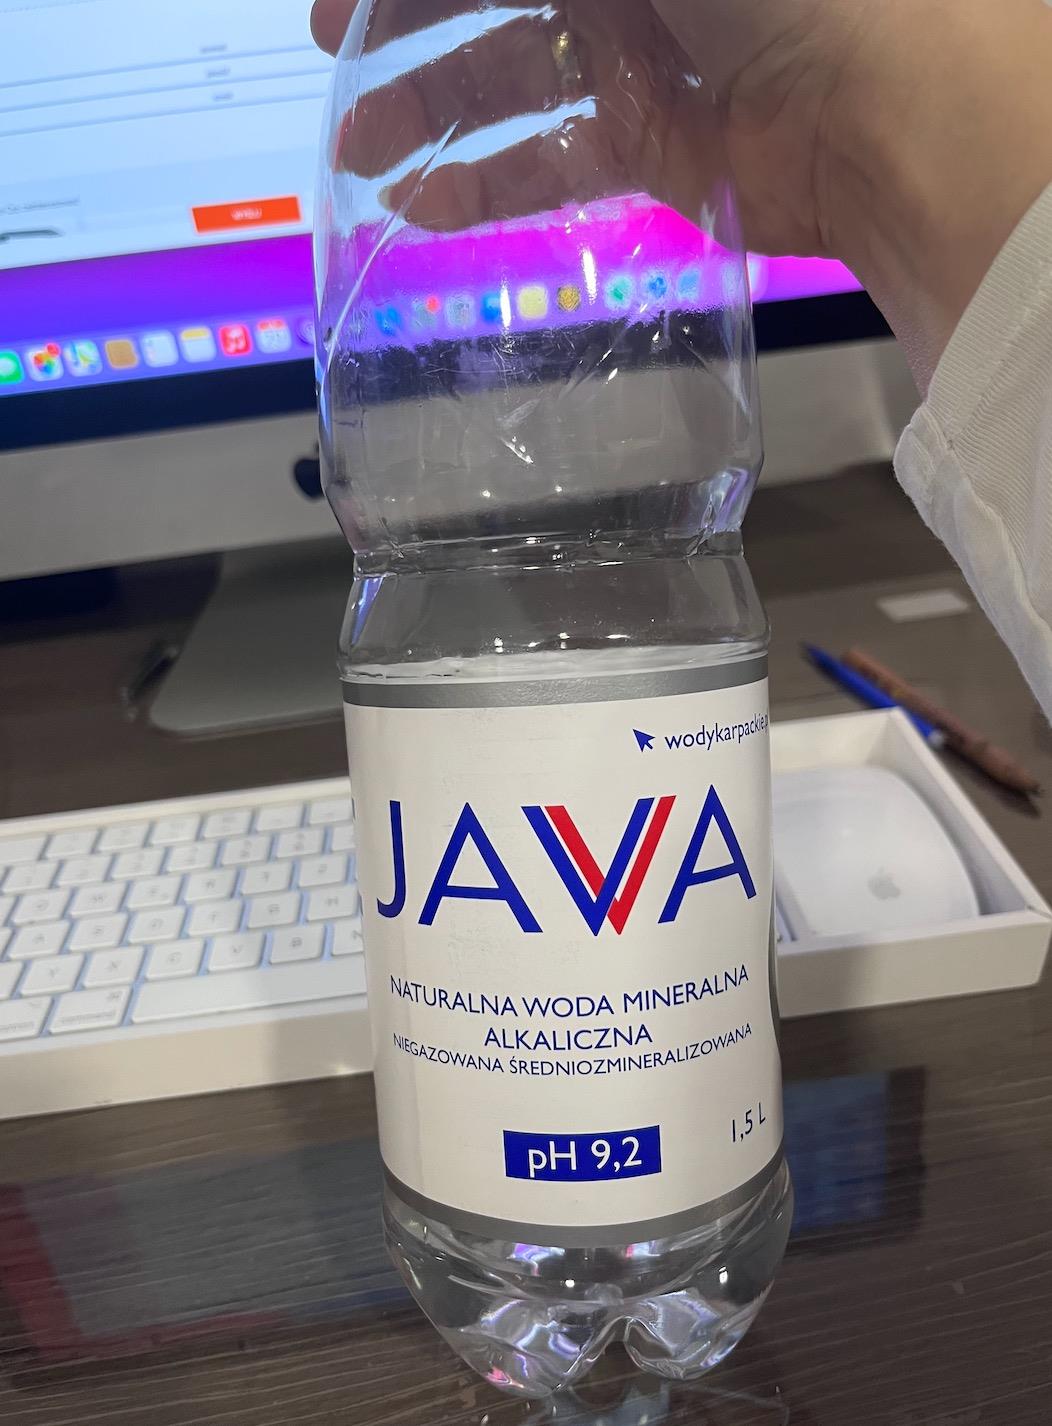 wodykarpackie.p
JAVA
NATURALNA WODA MINERALNA
ALKALICZNA
NIEGAZOWANA ŚREDNIOZMINERALIZOWANA
1,5 L
pH 9,2